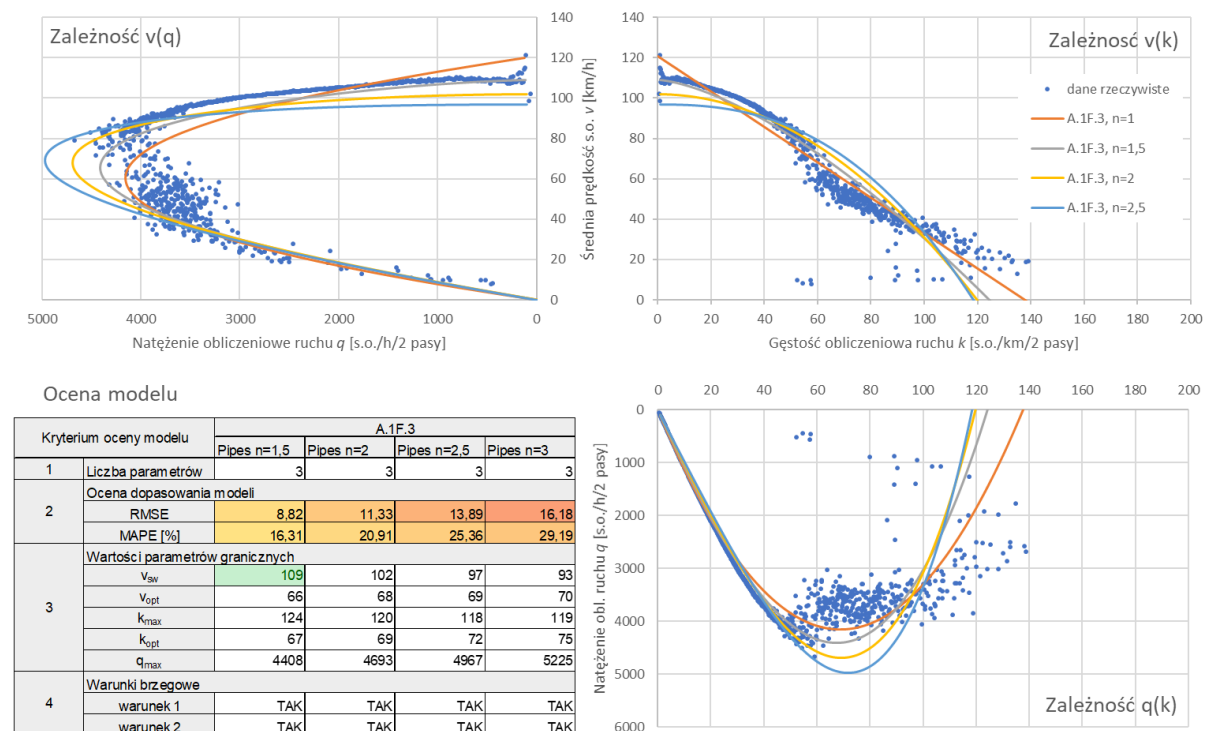 Zależność v(q)
140
120
100
80
60
40
20
0
5000 4000 3000 2000 1000 0
Natężenie obliczeniowe ruchu q [s.o./h/2 pasy]
Średnia prędkość s.o. v [km/h]
Zależnosć v(k)
140
120
100
80
60
40
20
0
0 20 40 60 80 100 120 140 160 180 200
Gęstość obliczeniowa ruchu k [s.o./km/2 pasy]
dane rzeczywiste
A.1F.3, n=1
A.1F.3, n=1,5
A.1F.3, n=2
A.1F.3, n=2,5
Ocena modelu
Kryterium oceny modelu A.1F.3
Pipes n=1,5 Pipes n=2 Pipes n=2,5 Pipes n=3
1 Liczba parametrów 3 3 3 3
2 Ocena dopasowania modeli
RMSE 8,82 11,33 13,89 16,18
MAPE [%] 16,31 20,91 25,36 29,19
3 Wartości parametrów granicznych
vsw 109 102 97 93
vopt 66 68 69 70
kmax 124 120 118 119
kopt 67 69 72 75
qmax 4408 4693 4967 5225
4 Warunki brzegowe
warunek 1 TAK TAK TAK TAK
warunek 2 TAK TAK TAK TAK
0 20 40 60 80 100 120 140 160 180 200
0
1000
2000
3000
4000
5000
6000
Natężenie obl. ruchu q [s.o./h/2 pasy]
Zależność q(k)